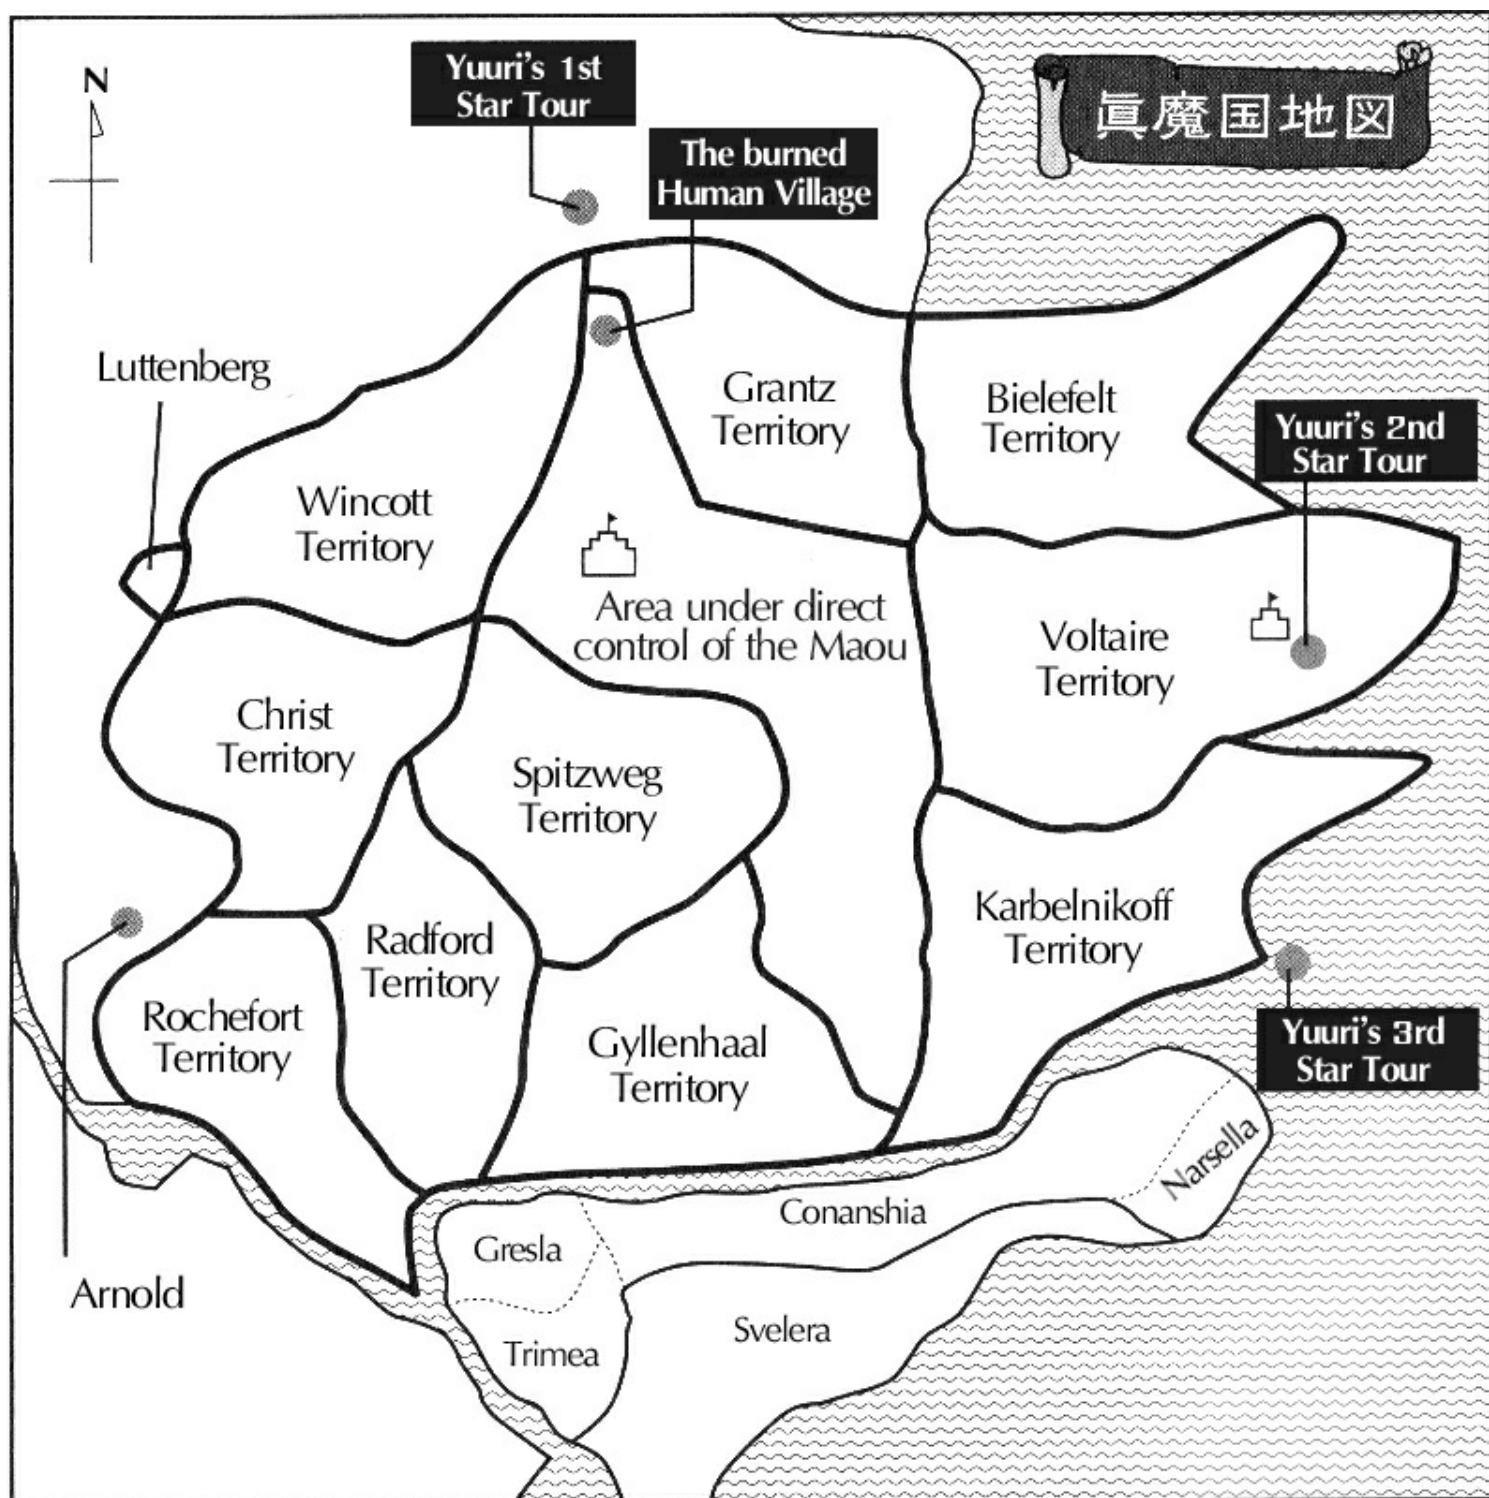 N
Yuuri's 1st
Star Tour
眞魔国地図
The burned
Human Village
Luttenberg
Grantz
Territory
Bielefelt
Territory
Yuuri's 2nd
Star Tour
Wincott
Territory
Area under direct
control of the Maou
Voltaire
Territory
Christ
Territory
Spitzweg
Territory
Karbelnikoff
Territory
Radford
Territory
Rochefort
Territory
Gyllenhaal
Territory
Yuuri's 3rd
Star Tour
Narsella
Conanshia
Gresla
Arnold
Svelera
Trimea